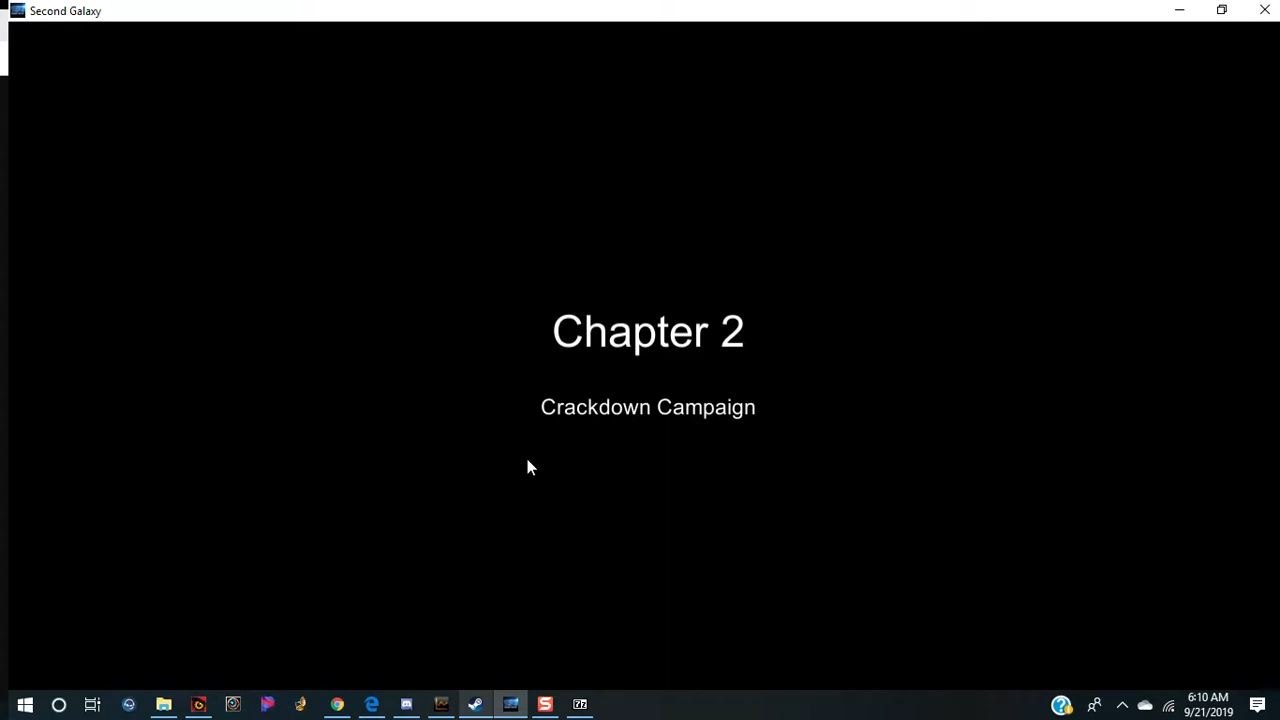 Second Galaxy
Chapter 2
Crackdown Campaign
6:10 AM
9/21/2019